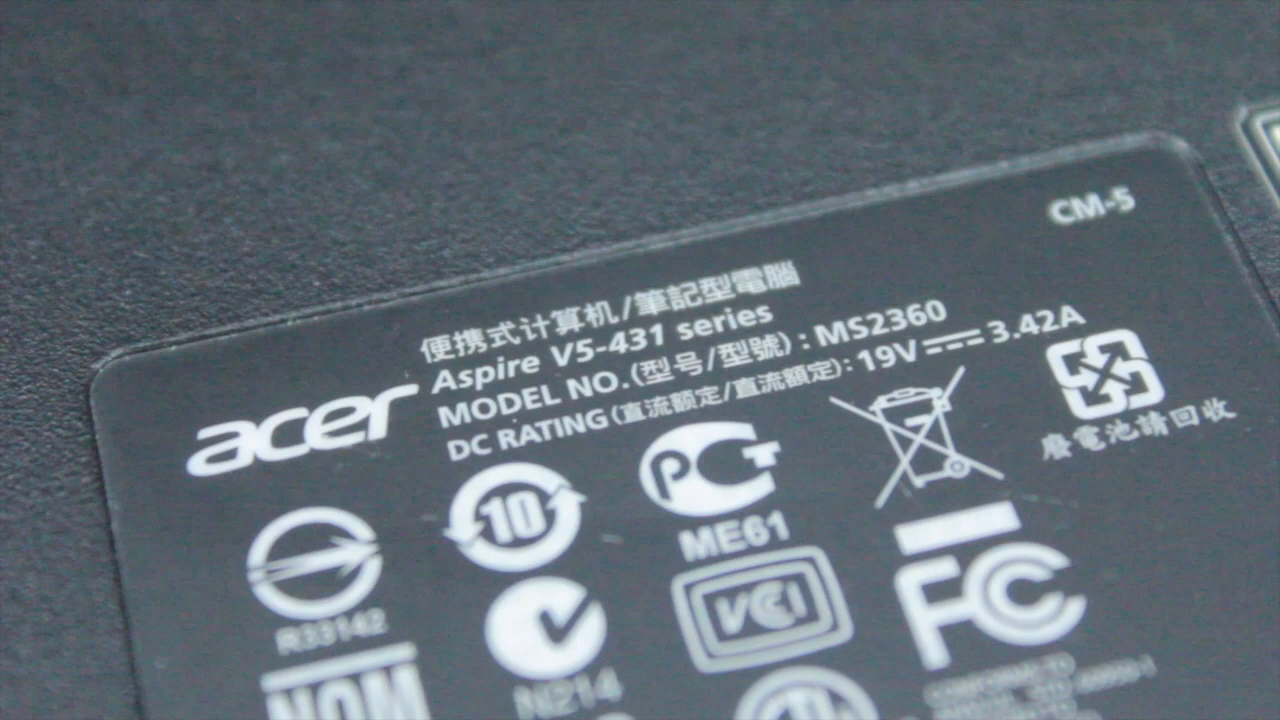 CM-5
便携式计算机/筆記型電腦
Aspire V5-431 series
MODEL NO.(型号/型號) : MS2360
DC RATING(直流额定/直流額定): 19V 3.42A
acer
廢電池請回收
10
PCT
ME61
R33142
VCCI
FC
N214
NOM